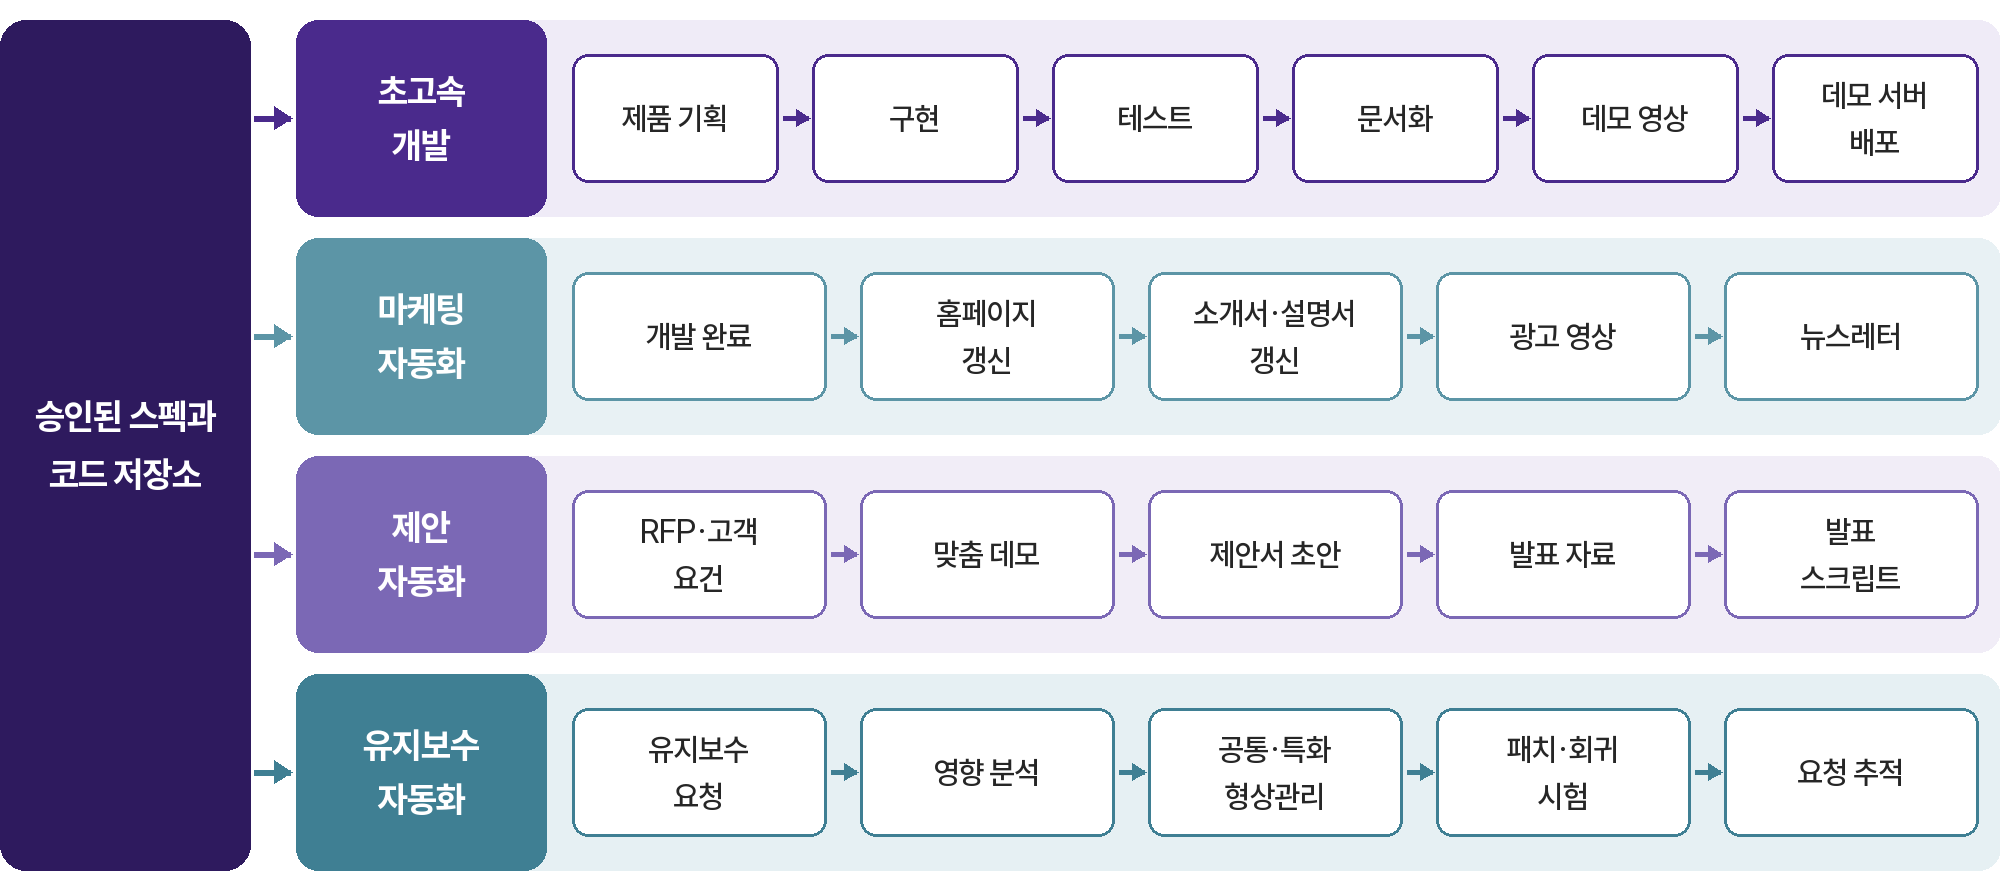 승인된 스펙과
코드 저장소
초고속
개발
제품 기획
구현
테스트
문서화
데모 영상
데모 서버
배포
마케팅
자동화
개발 완료
홈페이지
갱신
소개서·설명서
갱신
광고 영상
뉴스레터
제안
자동화
RFP·고객
요건
맞춤 데모
제안서 초안
발표 자료
발표
스크립트
유지보수
자동화
유지보수
요청
영향 분석
공통·특화
형상관리
패치·회귀
시험
요청 추적